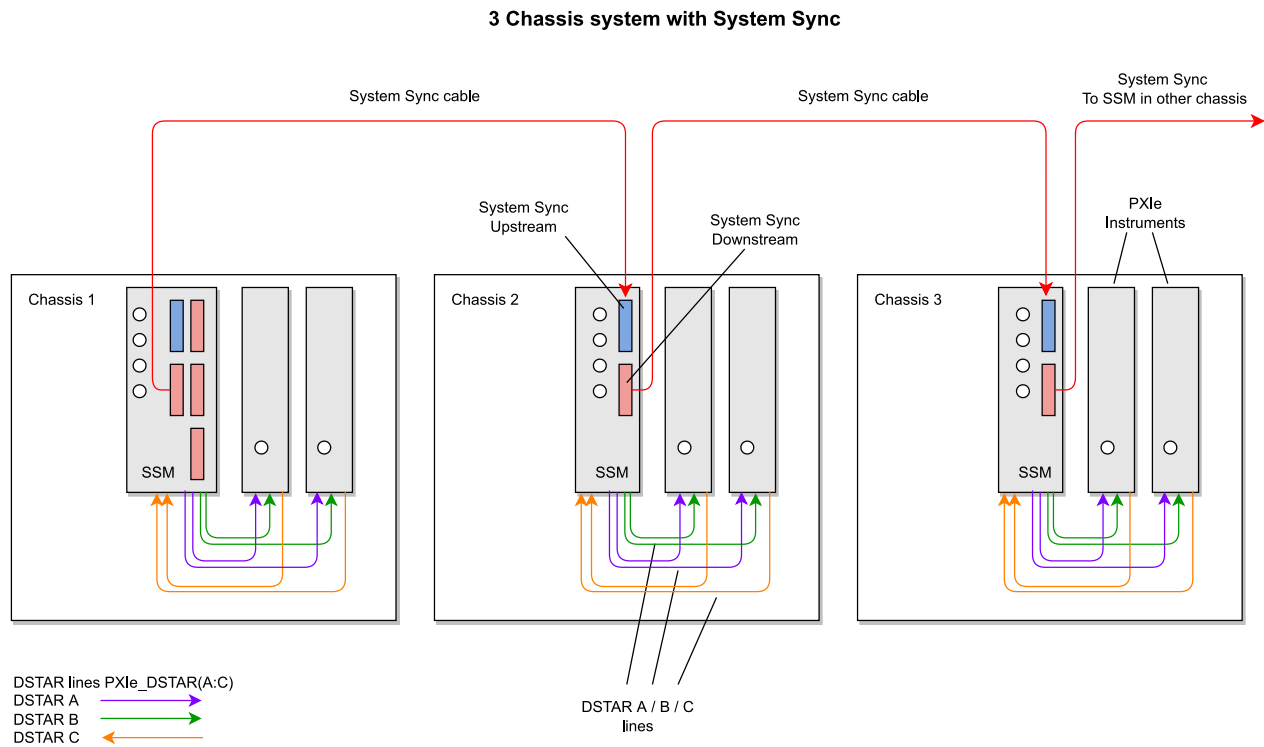 3 Chassis system with System Sync
System Sync cable
System Sync cable
System Sync
To SSM in other chassis
System Sync
Upstream
System Sync
Downstream
PXIe
Instruments
Chassis 1
Chassis 2
Chassis 3
SSM
SSM
SSM
DSTAR lines PXIe_DSTAR(A:C)
DSTAR A
DSTAR B
DSTAR C
DSTAR A / B / C
lines